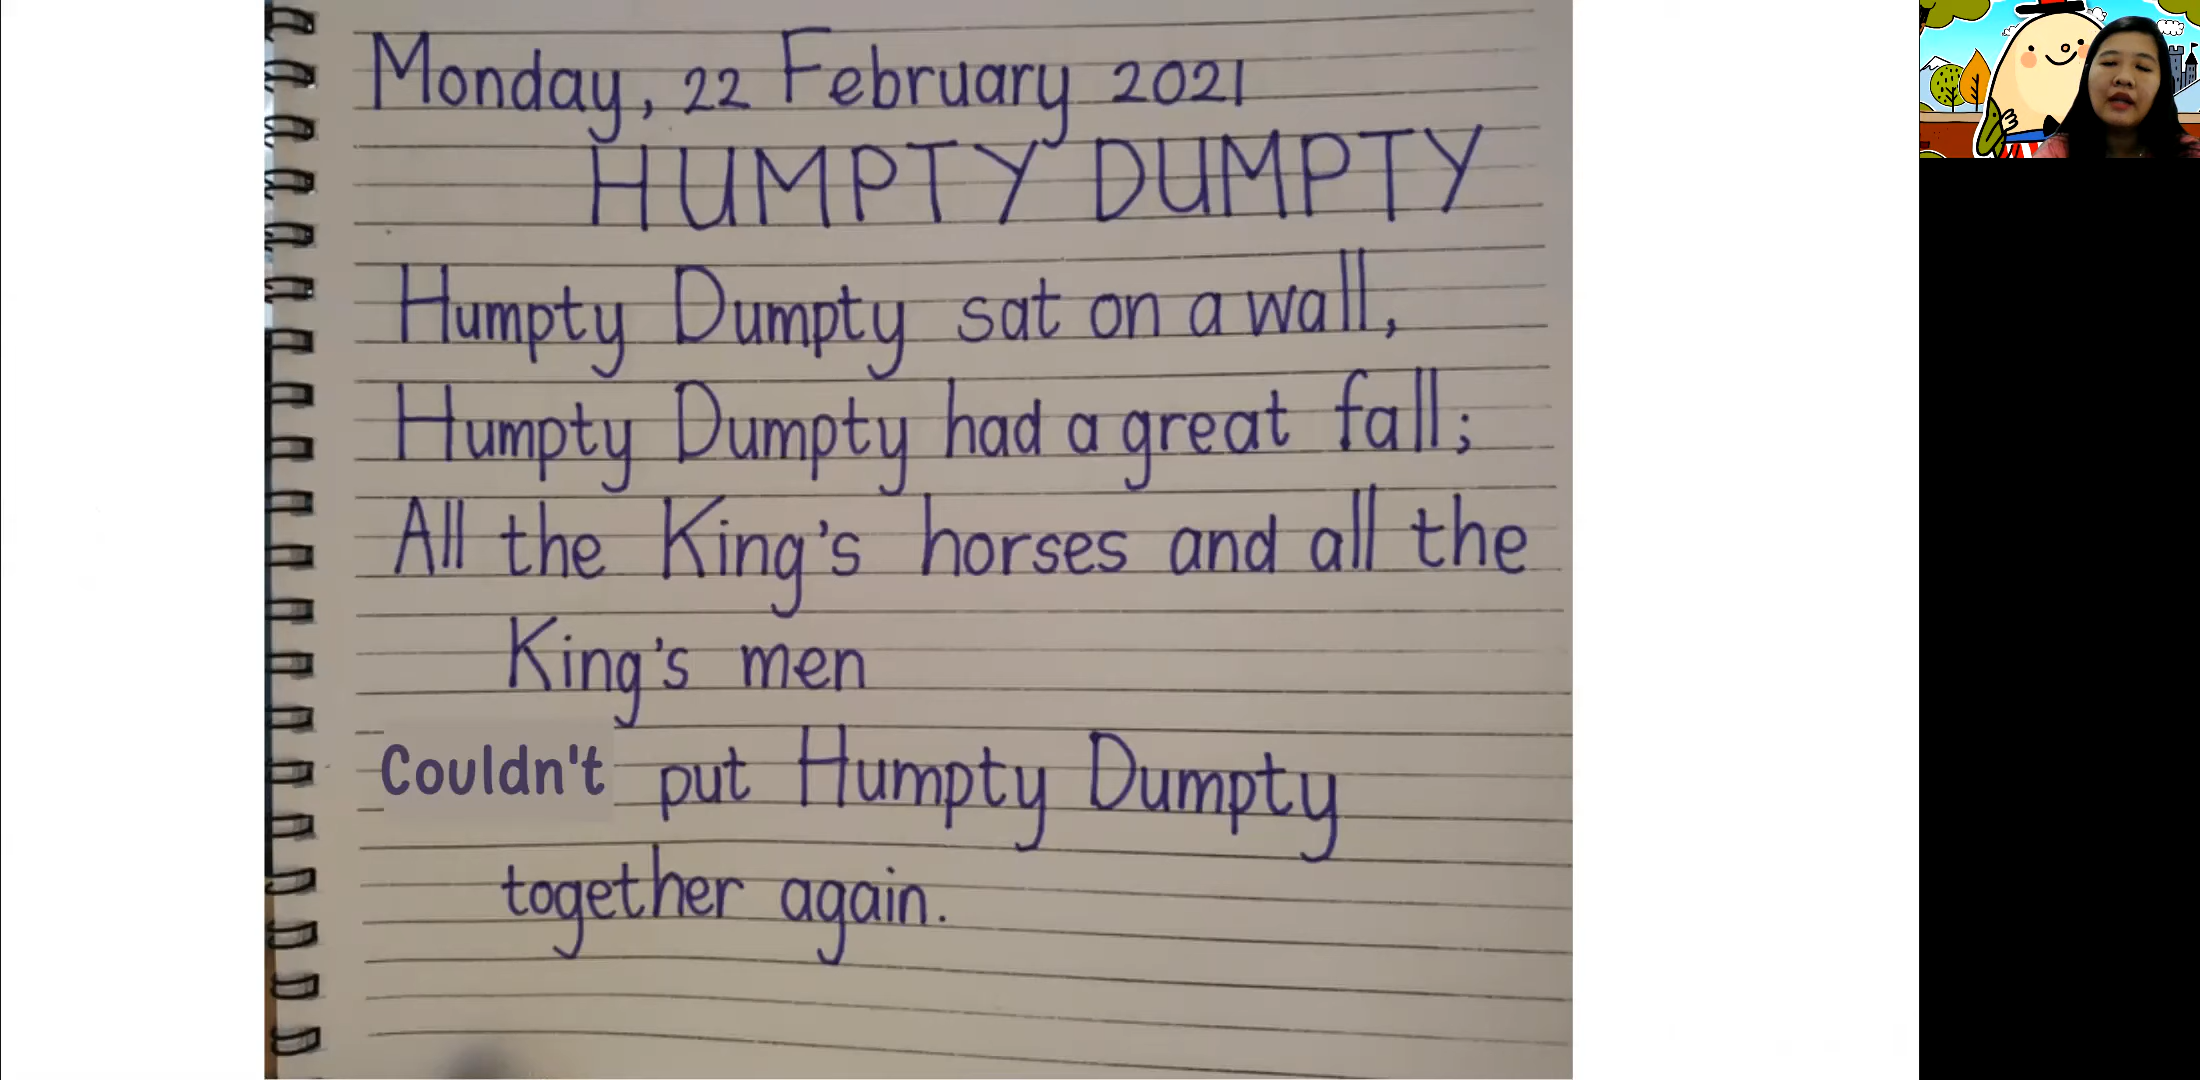 Monday, 22 February 2021
HUMPTY DUMPTY
Humpty Dumpty sat on a wall,
Humpty Dumpty had a great fall;
All the King's horses and all the
King's men
Couldn't put Humpty Dumpty
together again.